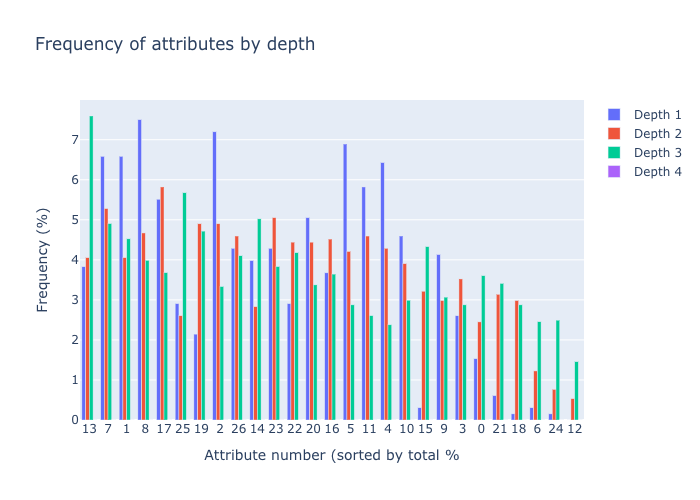 Frequency of attributes by depth
Depth 1
Depth 2
Depth 3
Depth 4
Frequency (%)
7
6
5
4
3
2
1
0
13 7 1 8 17 25 19 2 26 14 23 22 20 16 5 11 4 10 15 9 3 0 21 18 6 24 12
Attribute number (sorted by total %